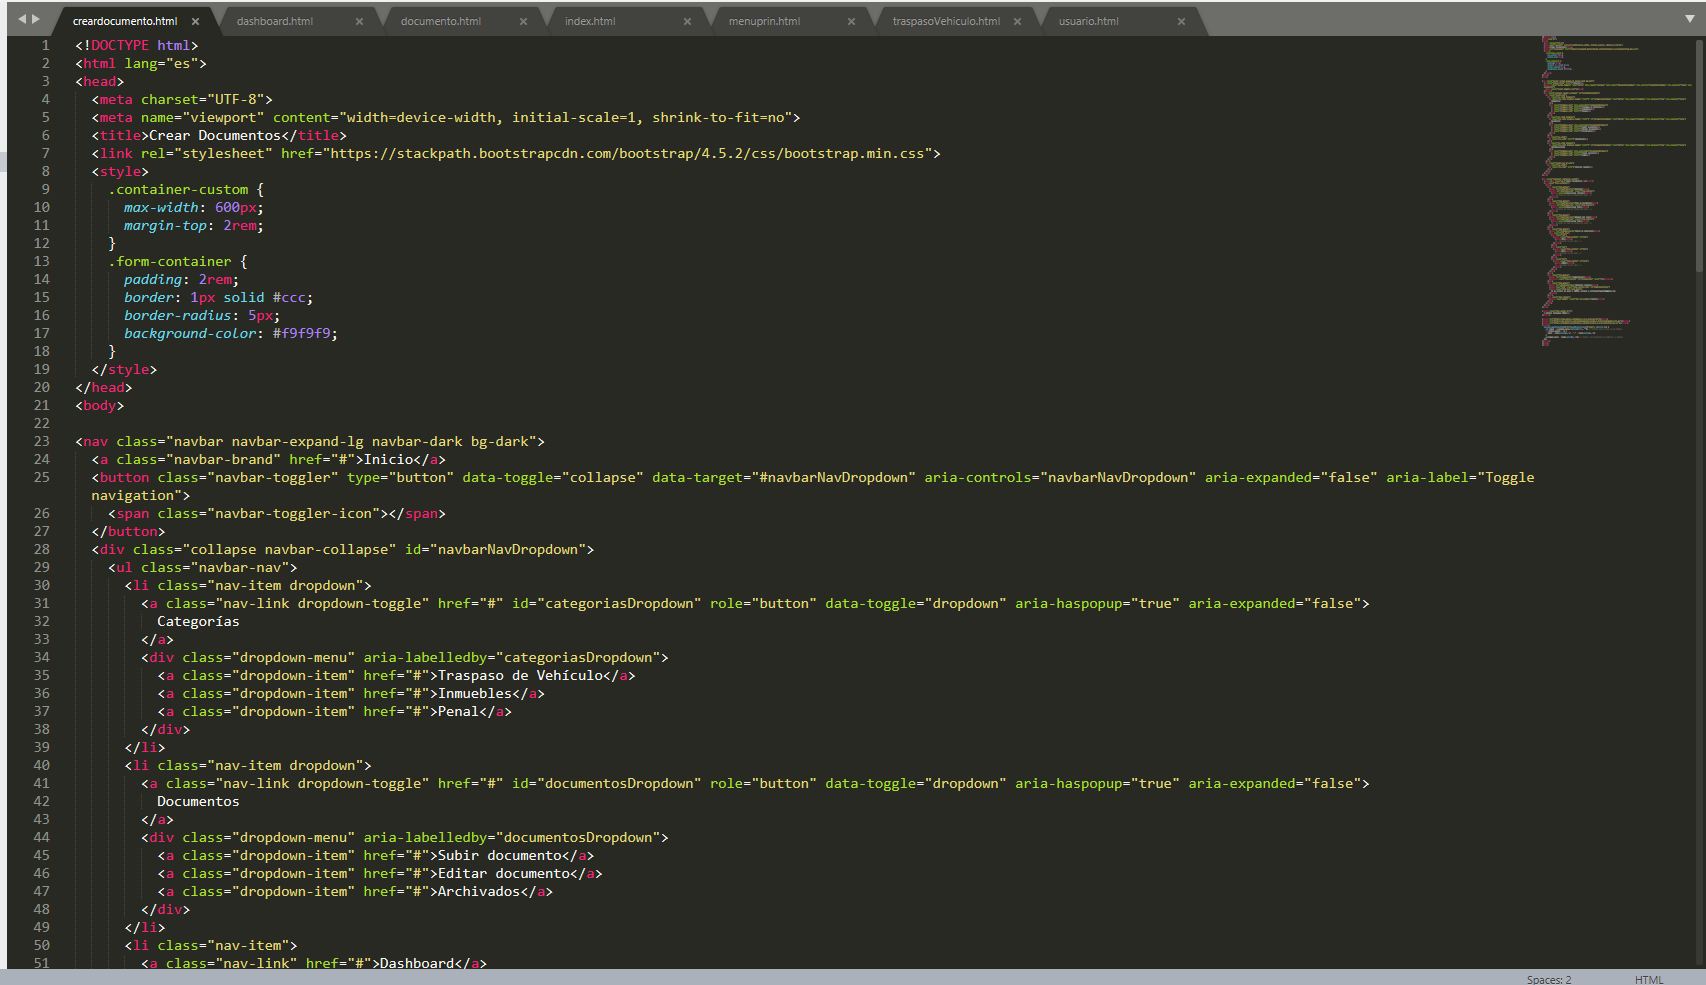 creardocumento.html × dashboard.html × documento.html × index.html × menuprin.html × traspasoVehiculo.html × usuario.html ×
1 <!DOCTYPE html>
2 <html lang="es">
3 <head>
4 <meta charset="UTF-8">
5 <meta name="viewport" content="width=device-width, initial-scale=1, shrink-to-fit=no">
6 <title>Crear Documentos</title>
7 <link rel="stylesheet" href="https://stackpath.bootstrapcdn.com/bootstrap/4.5.2/css/bootstrap.min.css">
8 <style>
9 .container-custom {
10 max-width: 600px;
11 margin-top: 2rem;
12 }
13 .form-container {
14 padding: 2rem;
15 border: 1px solid #ccc;
16 border-radius: 5px;
17 background-color: #f9f9f9;
18 }
19 </style>
20 </head>
21 <body>
22
23 <nav class="navbar navbar-expand-lg navbar-dark bg-dark">
24 <a class="navbar-brand" href="#">Inicio</a>
25 <button class="navbar-toggler" type="button" data-toggle="collapse" data-target="#navbarNavDropdown" aria-controls="navbarNavDropdown" aria-expanded="false" aria-label="Toggle
navigation">
26 <span class="navbar-toggler-icon"></span>
27 </button>
28 <div class="collapse navbar-collapse" id="navbarNavDropdown">
29 <ul class="navbar-nav">
30 <li class="nav-item dropdown">
31 <a class="nav-link dropdown-toggle" href="#" id="categoriasDropdown" role="button" data-toggle="dropdown" aria-haspopup="true" aria-expanded="false">
32 Categorías
33 </a>
34 <div class="dropdown-menu" aria-labelledby="categoriasDropdown">
35 <a class="dropdown-item" href="#">Traspaso de Vehículo</a>
36 <a class="dropdown-item" href="#">Inmuebles</a>
37 <a class="dropdown-item" href="#">Penal</a>
38 </div>
39 </li>
40 <li class="nav-item dropdown">
41 <a class="nav-link dropdown-toggle" href="#" id="documentosDropdown" role="button" data-toggle="dropdown" aria-haspopup="true" aria-expanded="false">
42 Documentos
43 </a>
44 <div class="dropdown-menu" aria-labelledby="documentosDropdown">
45 <a class="dropdown-item" href="#">Subir documento</a>
46 <a class="dropdown-item" href="#">Editar documento</a>
47 <a class="dropdown-item" href="#">Archivados</a>
48 </div>
49 </li>
50 <li class="nav-item">
51 <a class="nav-link" href="#">Dashboard</a>
Spaces: 2 HTML